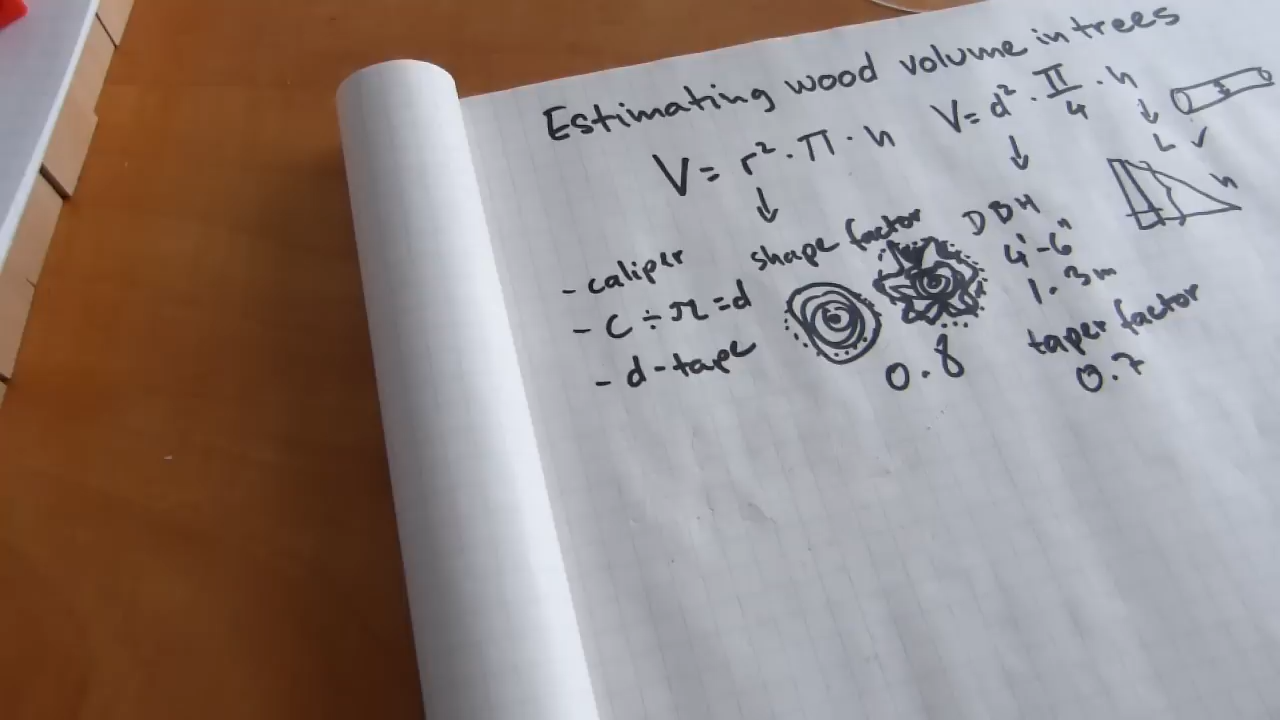 Estimating wood volume in trees
V = r² · π · h
V = d² · π/4 · h
L ✓
h
shape factor
DBH
4'-6"
1.3m
- caliper
- C ÷ π = d
- d-tape
0.8
taper factor
0.7